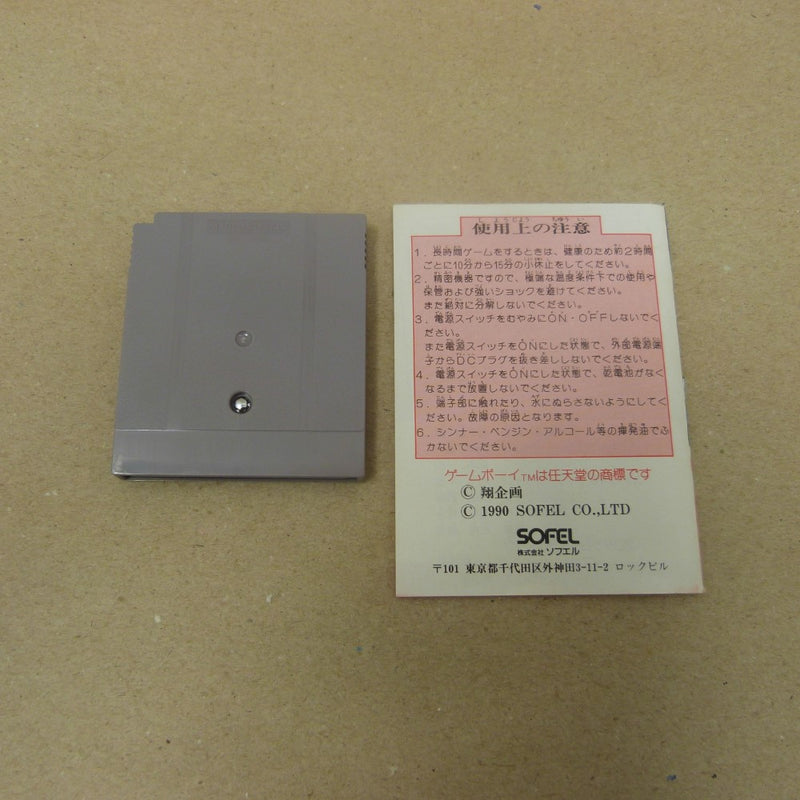 使用上の注意
1. 長時間ゲームをするときは、健康のため約2時間
ごとに10分から15分の小休止をしてください。
2. 精密機器ですので、極端な温度条件下での使用や
保管および強いショックを避けてください。
また絶対に分解しないでください。
3. 電源スイッチをむやみにON・OFFしないでく
ださい。
また電源スイッチをONにした状態で、外部電源端
子からDCプラグを抜き差ししないでください。
4. 電源スイッチをONにした状態で、乾電池がなく
なるまで放置しないでください。
5. 端子部に触れたり、水にぬらさないようにしてく
ださい。故障の原因となります。
6. シンナー・ベンジン・アルコール等の揮発油でふ
かないでください。
ゲームボーイTMは任天堂の商標です
© 翔企画
© 1990 SOFEL CO.,LTD
SOFEL
株式会社 ソフエル
〒101 東京都千代田区外神田3-11-2 ロックビル